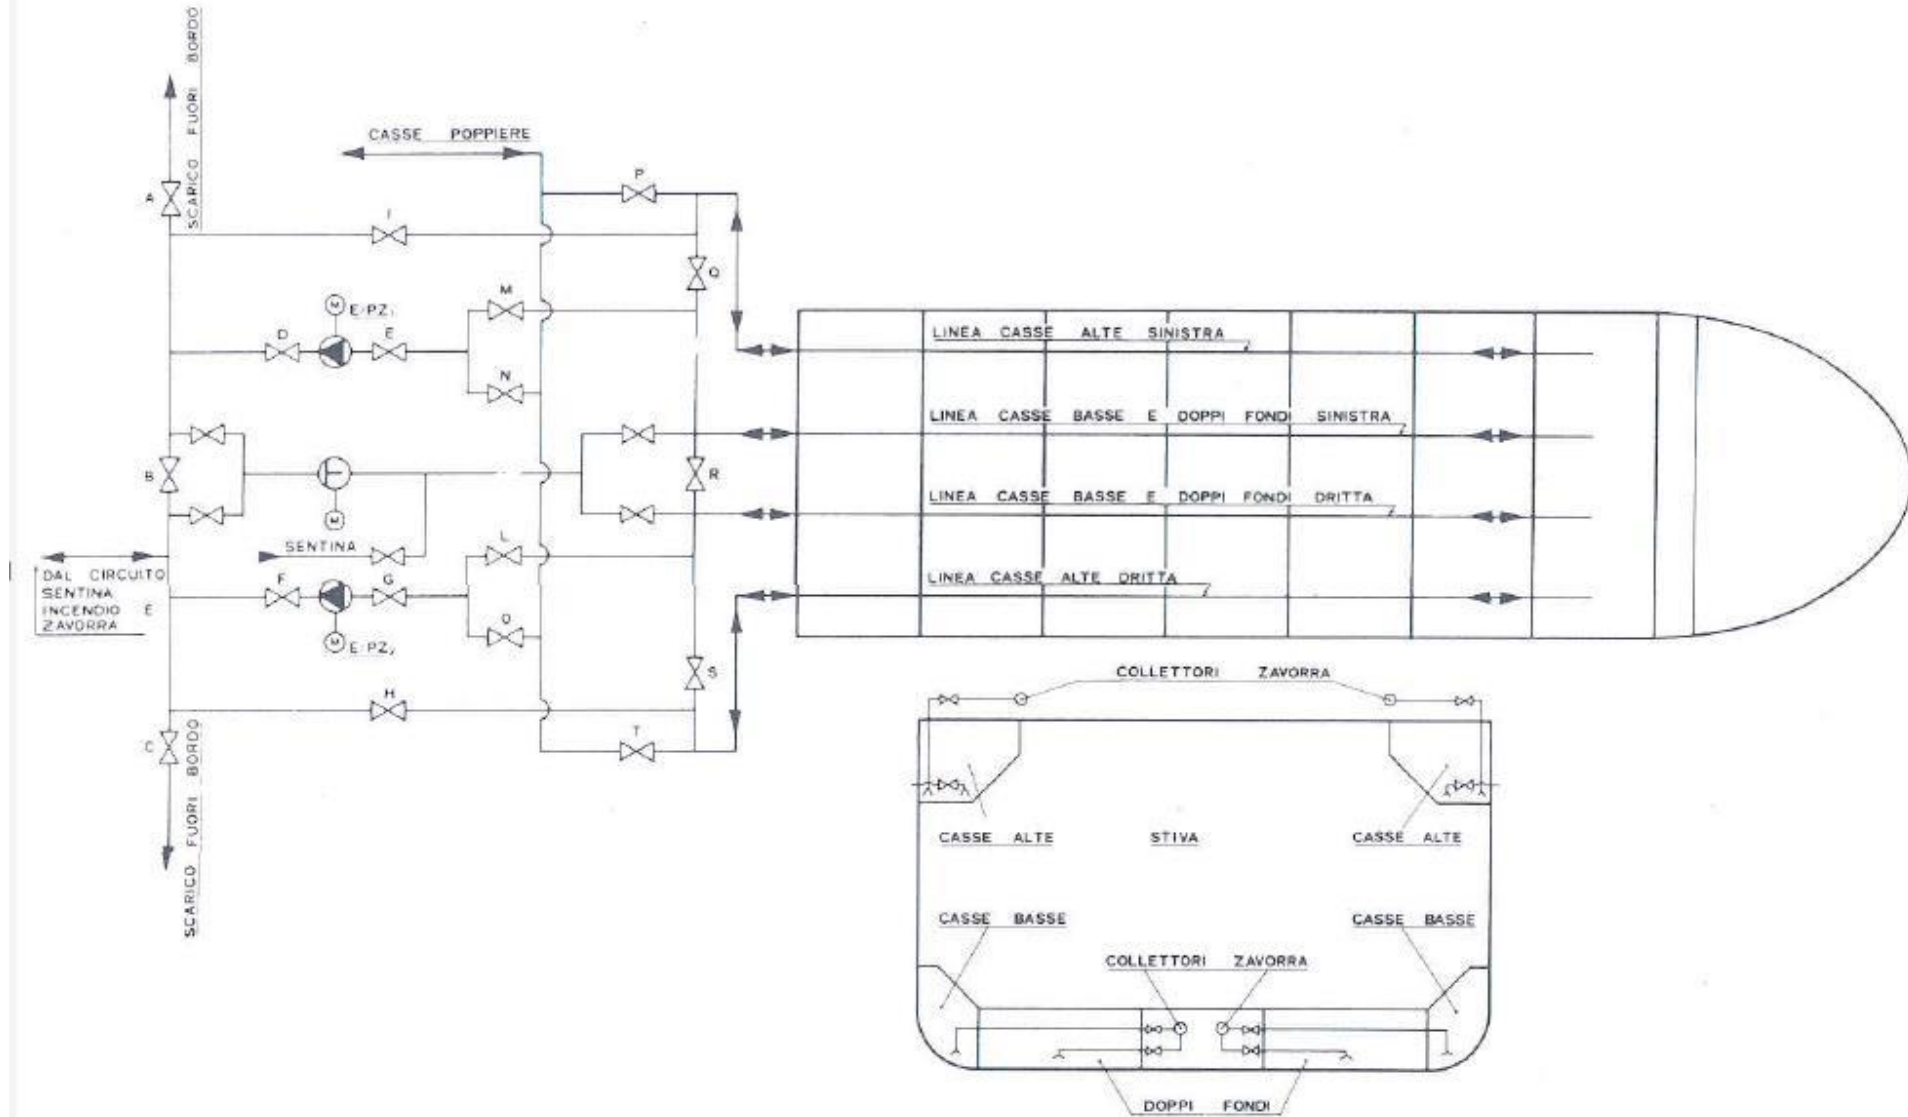 SCARICO FUORI BORDO
CASSE POPPIERE
P
A
I
Q
M
M
E-PZ1
D
E
LINEA CASSE ALTE SINISTRA
N
LINEA CASSE BASSE E DOPPI FONDI SINISTRA
B
R
LINEA CASSE BASSE E DOPPI FONDI DRITTA
M
SENTINA
L
DAL CIRCUITO
SENTINA
INCENDIO E
ZAVORRA
F
G
LINEA CASSE ALTE DRITTA
O
M
E-PZ2
S
H
T
C
SCARICO FUORI BORDO
COLLETTORI ZAVORRA
CASSE ALTE
STIVA
CASSE ALTE
CASSE BASSE
CASSE BASSE
COLLETTORI ZAVORRA
DOPPI FONDI